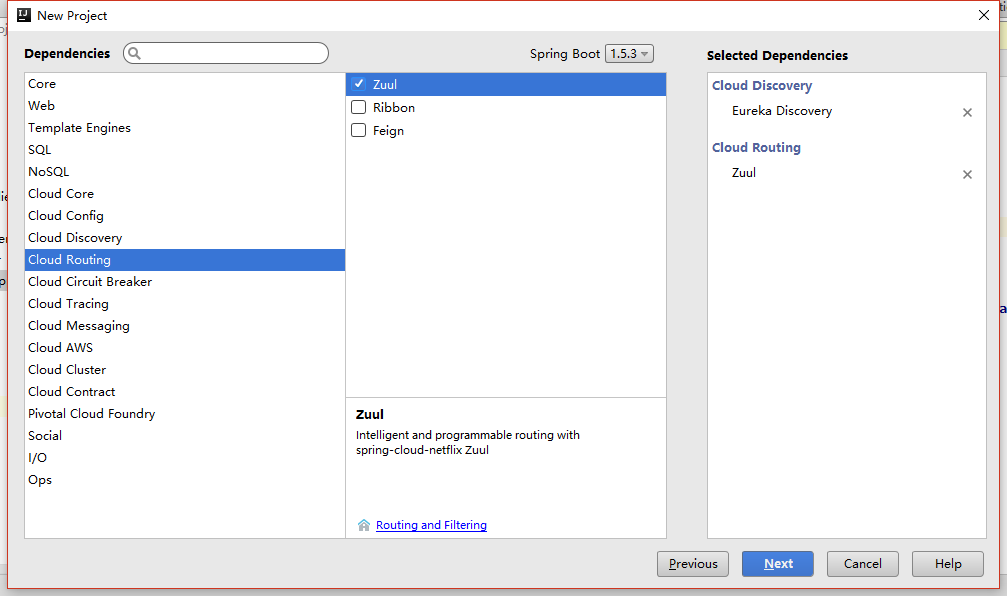 New Project
Dependencies
Spring Boot 1.5.3
Selected Dependencies
Core
Web
Template Engines
SQL
NoSQL
Cloud Core
Cloud Config
Cloud Discovery
Cloud Routing
Cloud Circuit Breaker
Cloud Tracing
Cloud Messaging
Cloud AWS
Cloud Cluster
Cloud Contract
Pivotal Cloud Foundry
Social
I/O
Ops
Zuul
Ribbon
Feign
Zuul
Intelligent and programmable routing with
spring-cloud-netflix Zuul
Routing and Filtering
Cloud Discovery
Eureka Discovery
Cloud Routing
Zuul
Previous
Next
Cancel
Help